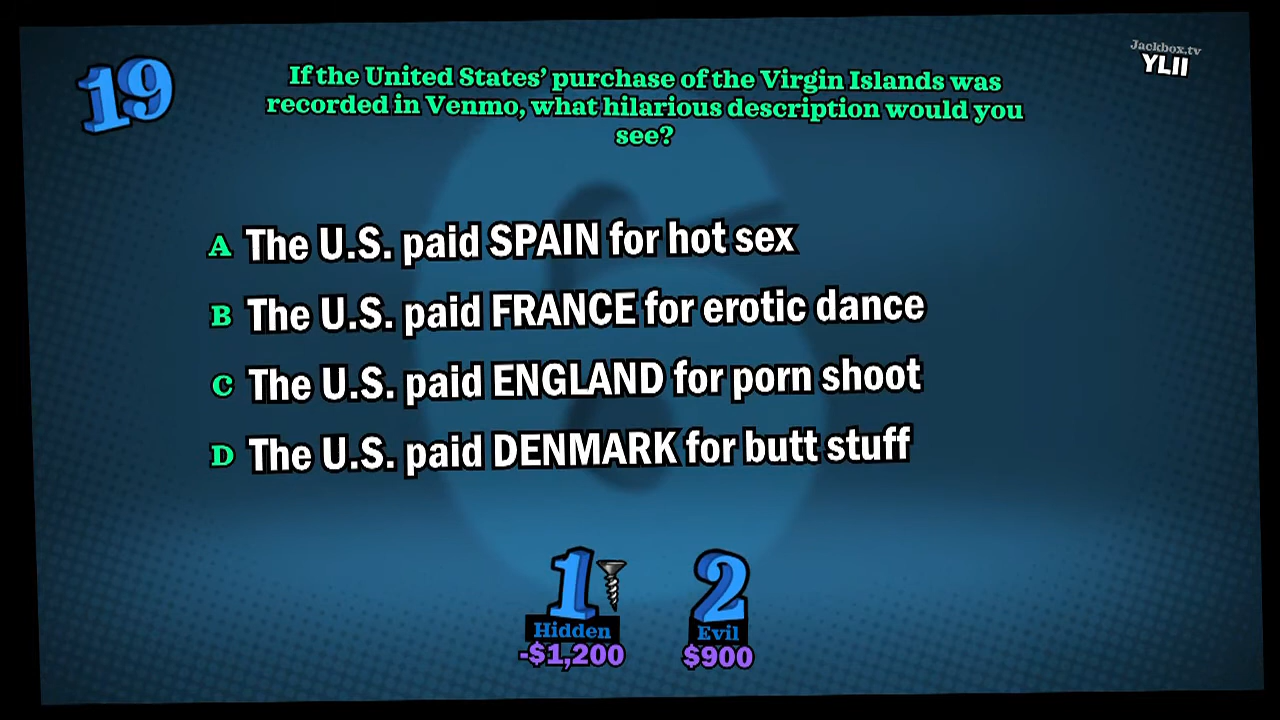 19
Jackbox.tv
YLII
If the United States' purchase of the Virgin Islands was
recorded in Venmo, what hilarious description would you
see?
A The U.S. paid SPAIN for hot sex
B The U.S. paid FRANCE for erotic dance
C The U.S. paid ENGLAND for porn shoot
D The U.S. paid DENMARK for butt stuff
1 2
Hidden Evil
-$1,200 $900